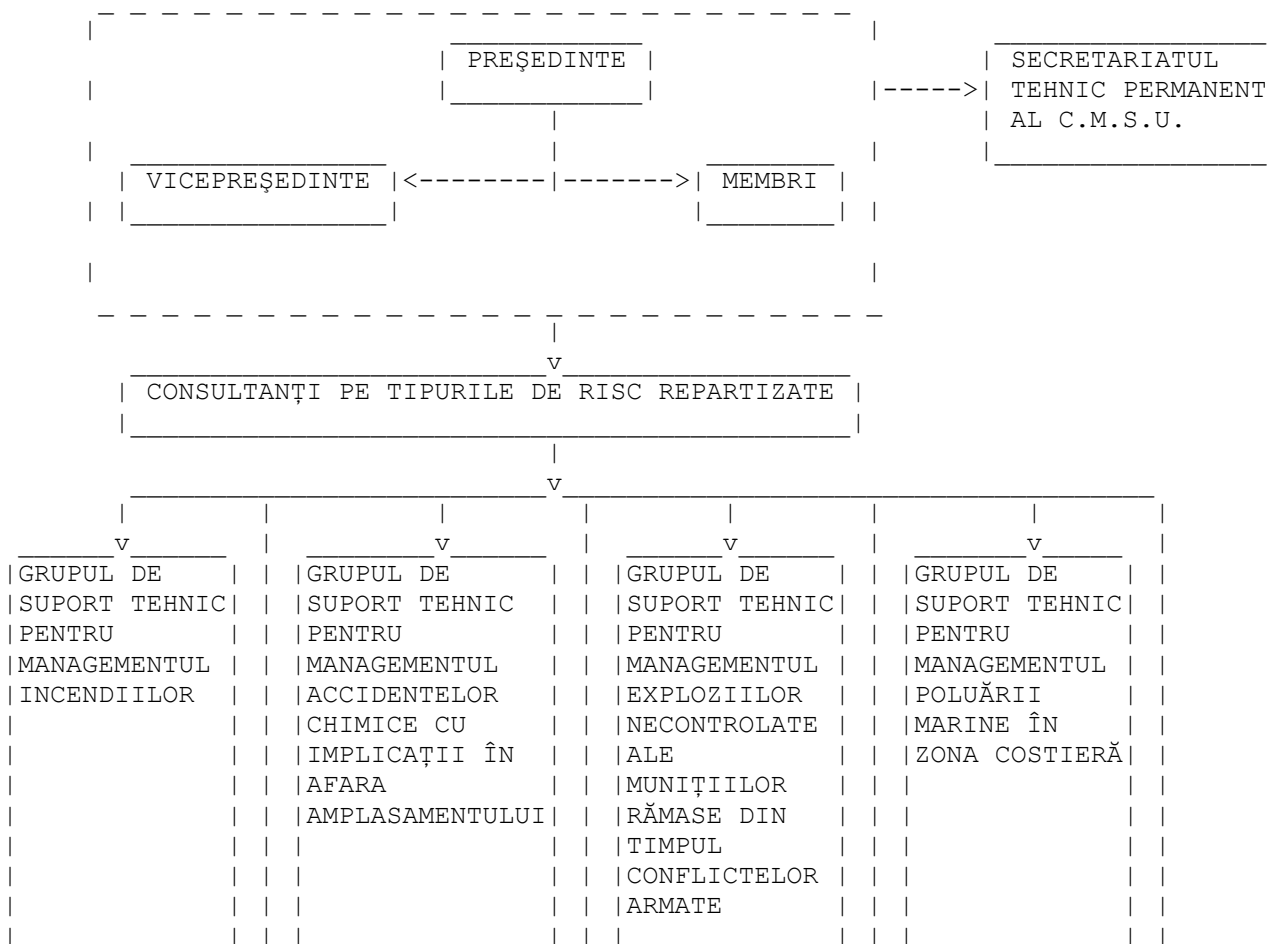 PREŞEDINTE
SECRETARIATUL
TEHNIC PERMANENT
AL C.M.S.U.
VICEPREŞEDINTE
MEMBRI
CONSULTANŢI PE TIPURILE DE RISC REPARTIZATE
GRUPUL DE
SUPORT TEHNIC
PENTRU
MANAGEMENTUL
INCENDIILOR
GRUPUL DE
SUPORT TEHNIC
PENTRU
MANAGEMENTUL
ACCIDENTELOR
CHIMICE CU
IMPLICAŢII ÎN
AFARA
AMPLASAMENTULUI
GRUPUL DE
SUPORT TEHNIC
PENTRU
MANAGEMENTUL
EXPLOZIILOR
NECONTROLATE
ALE
MUNIŢIILOR
RĂMASE DIN
TIMPUL
CONFLICTELOR
ARMATE
GRUPUL DE
SUPORT TEHNIC
PENTRU
MANAGEMENTUL
POLUĂRII
MARINE ÎN
ZONA COSTIERĂ